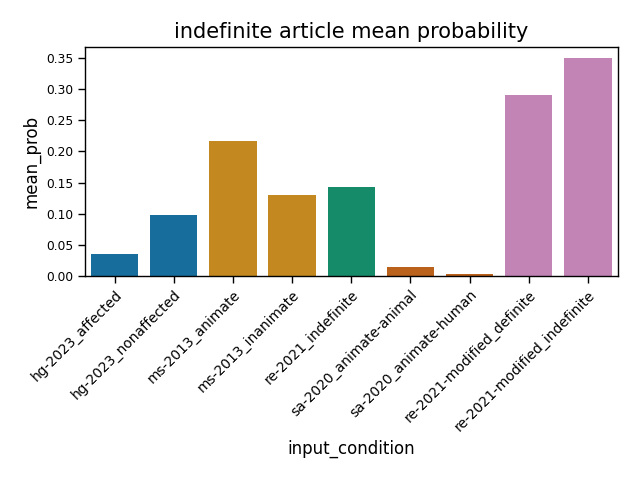 indefinite article mean probability
mean_prob
0.35
0.30
0.25
0.20
0.15
0.10
0.05
0.00
hg-2023_affected
hg-2023_nonaffected
ms-2013_animate
ms-2013_inanimate
re-2021_indefinite
sa-2020_animate-animal
sa-2020_animate-human
re-2021-modified_definite
re-2021-modified_indefinite
input_condition